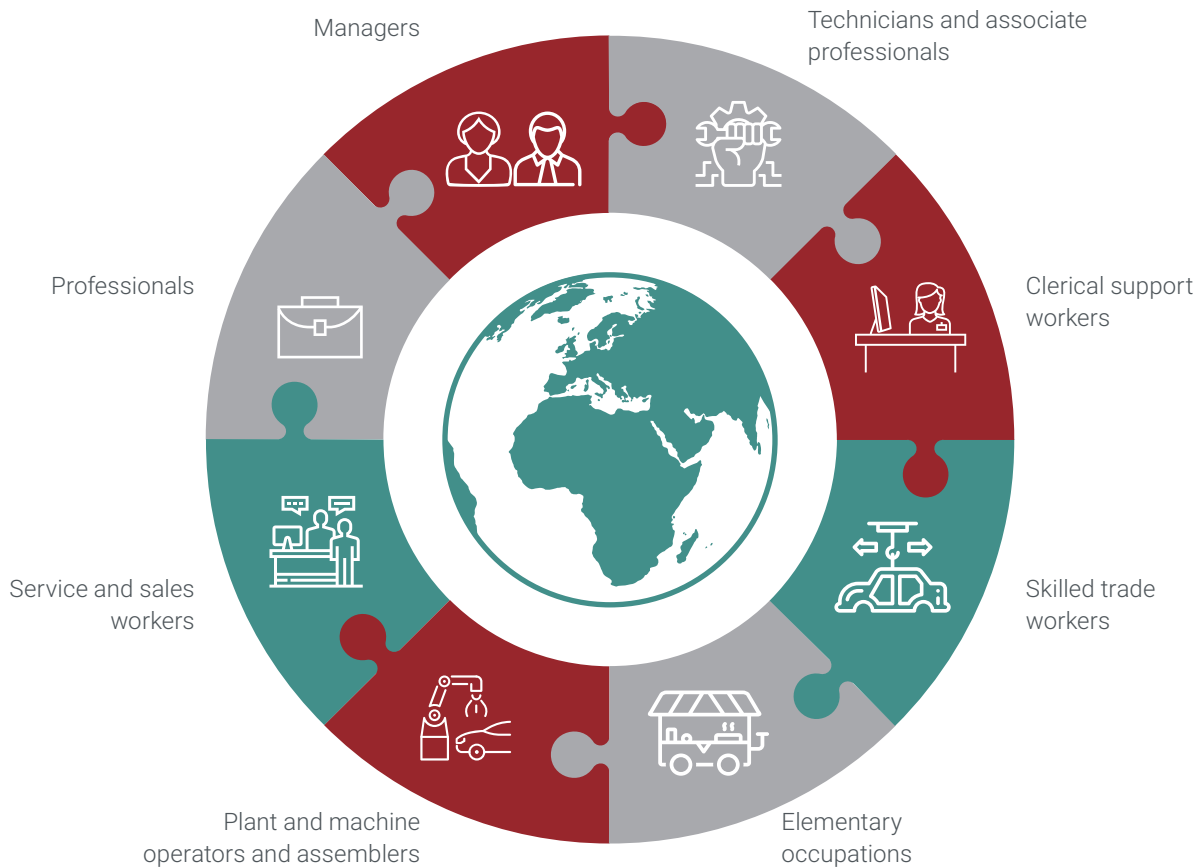 Managers
Technicians and associate
professionals
Professionals
Clerical support
workers
Service and sales
workers
Skilled trade
workers
Plant and machine
operators and assemblers
Elementary
occupations